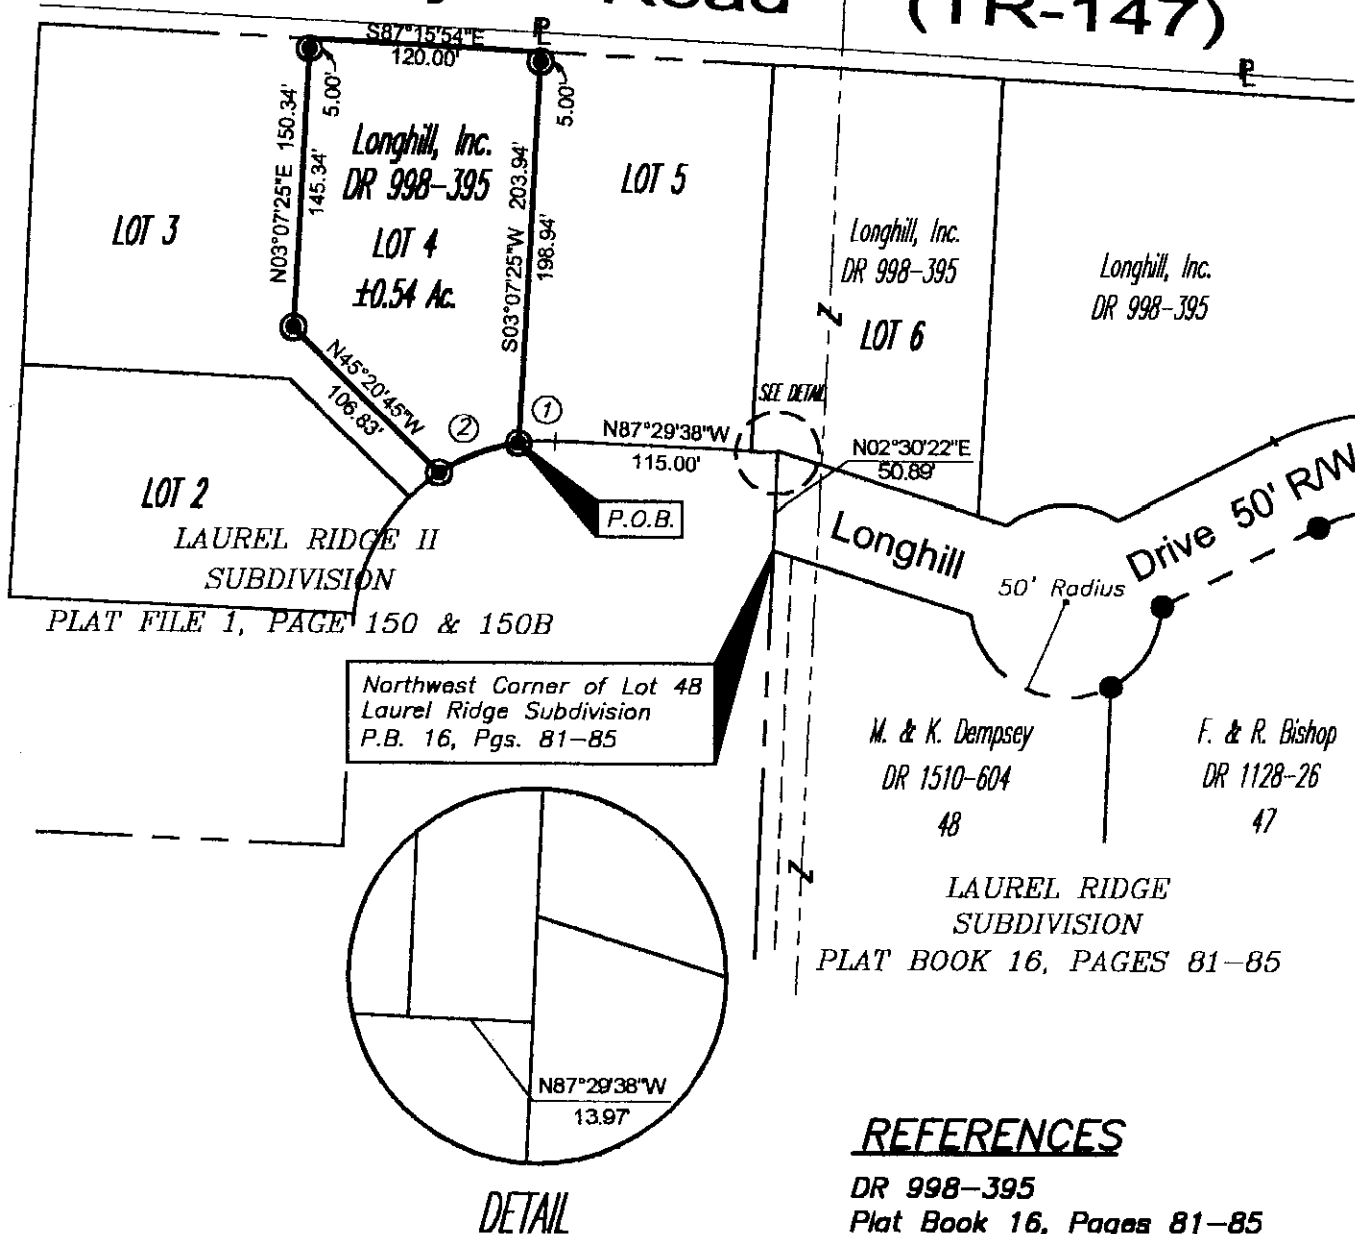 Road (TR-147)
S87°15'54"E
120.00'
5.00'
5.00'
N03°07'25"E 150.34'
145.34'
Longhill, Inc.
DR 998-395
LOT 4
±0.54 Ac.
S03°07'25"W 203.94'
198.94'
LOT 3
LOT 5
Longhill, Inc.
DR 998-395
LOT 6
Longhill, Inc.
DR 998-395
N45°20'45"W
106.83'
2
1
SEE DETAIL
N87°29'38"W
115.00'
N02°30'22"E
50.89'
P.O.B.
LOT 2
LAUREL RIDGE II
SUBDIVISION
PLAT FILE 1, PAGE 150 & 150B
Longhill Drive 50' R/W
50' Radius
Northwest Corner of Lot 48
Laurel Ridge Subdivision
P.B. 16, Pgs. 81-85
M. & K. Dempsey
DR 1510-604
48
F. & R. Bishop
DR 1128-26
47
LAUREL RIDGE
SUBDIVISION
PLAT BOOK 16, PAGES 81-85
N87°29'38"W
13.97'
DETAIL
REFERENCES
DR 998-395
Plat Book 16, Pages 81-85